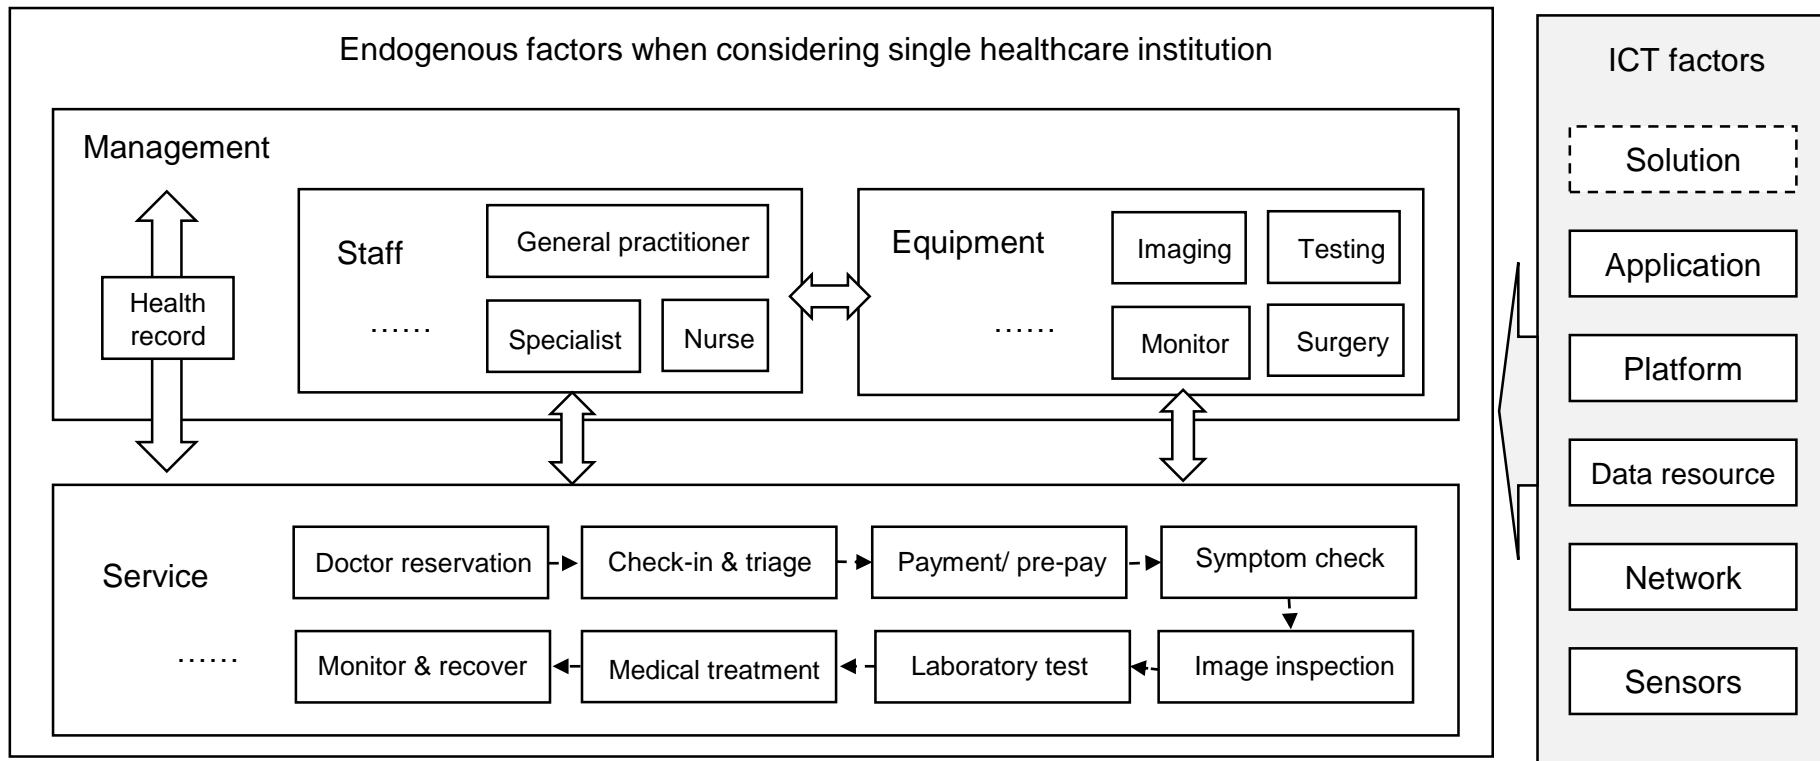 Endogenous factors when considering single healthcare institution
Management
Health
record
Staff
General practitioner
......
Specialist
Nurse
Equipment
Imaging
Testing
......
Monitor
Surgery
Service
Doctor reservation
Check-in & triage
Payment/ pre-pay
Symptom check
......
Monitor & recover
Medical treatment
Laboratory test
Image inspection
ICT factors
Solution
Application
Platform
Data resource
Network
Sensors